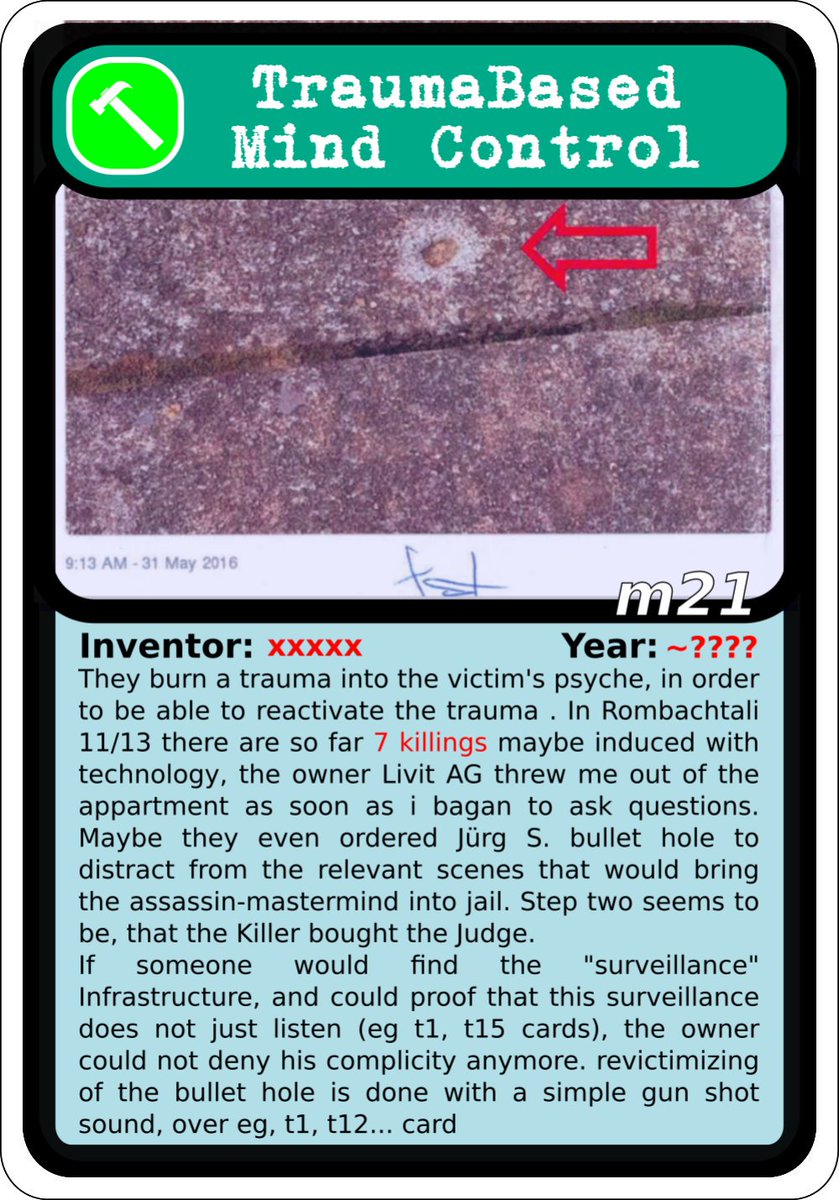 TraumaBased
Mind Control
9:13 AM - 31 May 2016
m21
Inventor: xxxxx Year: ~????
They burn a trauma into the victim's psyche, in order
to be able to reactivate the trauma . In Rombachtali
11/13 there are so far 7 killings maybe induced with
technology, the owner Livit AG threw me out of the
appartment as soon as i bagan to ask questions.
Maybe they even ordered Jürg S. bullet hole to
distract from the relevant scenes that would bring
the assassin-mastermind into jail. Step two seems to
be, that the Killer bought the Judge.
If someone would find the "surveillance"
Infrastructure, and could proof that this surveillance
does not just listen (eg t1, t15 cards), the owner
could not deny his complicity anymore. revictimizing
of the bullet hole is done with a simple gun shot
sound, over eg, t1, t12... card